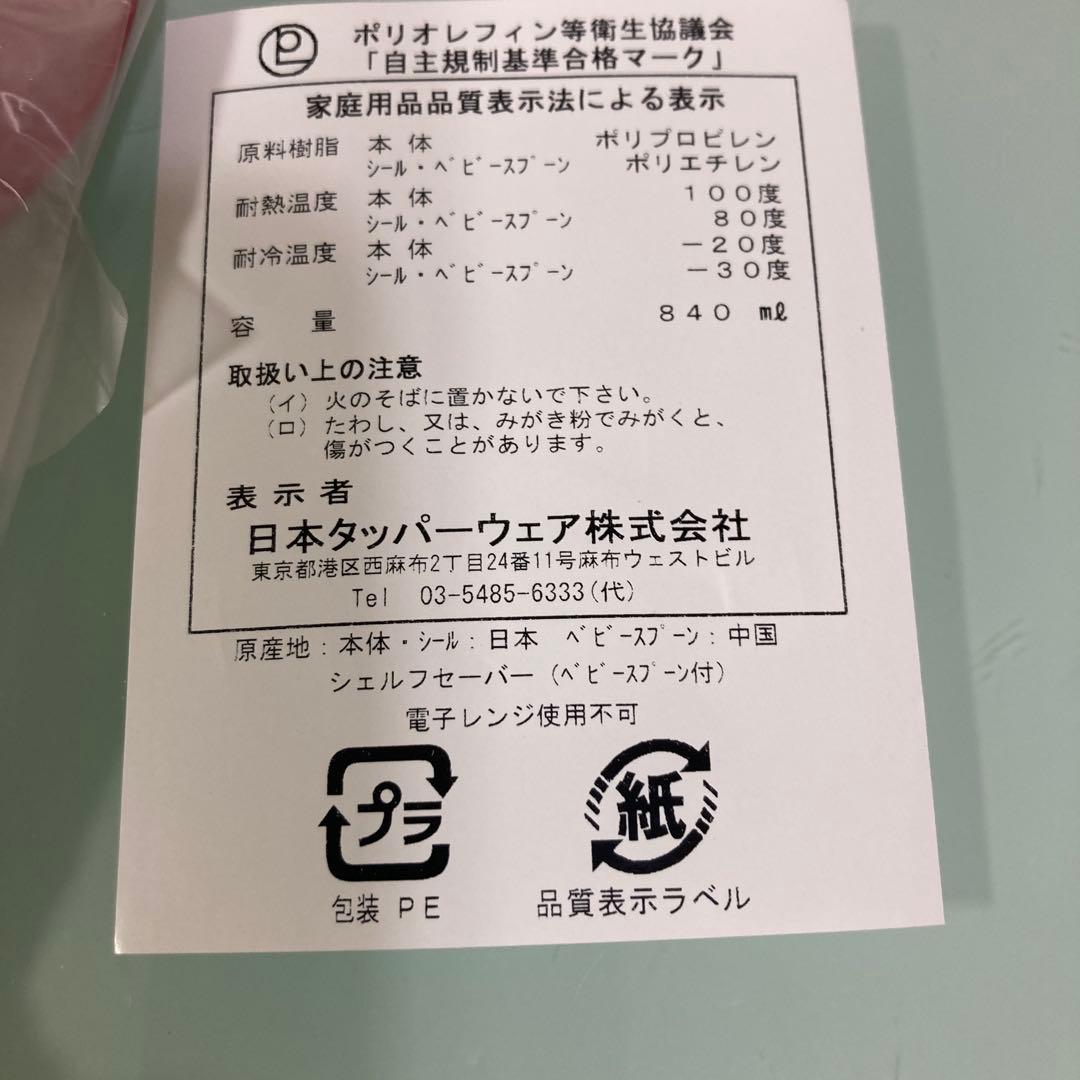 ポリオレフィン等衛生協議会
「自主規制基準合格マーク」
家庭用品品質表示法による表示
原料樹脂 本体 ポリプロピレン
ｼｰﾙ・ﾍﾞﾋﾞｰｽﾌﾟｰﾝ ポリエチレン
耐熱温度 本体 １００度
ｼｰﾙ・ﾍﾞﾋﾞｰｽﾌﾟｰﾝ ８０度
耐冷温度 本体 －２０度
ｼｰﾙ・ﾍﾞﾋﾞｰｽﾌﾟｰﾝ －３０度
容量 ８４０ ㎖
取扱い上の注意
（イ）火のそばに置かないで下さい。
（ロ）たわし、又は、みがき粉でみがくと、
傷がつくことがあります。
表示者
日本タッパーウェア株式会社
東京都港区西麻布2丁目24番11号麻布ウェストビル
Tel 03-5485-6333(代)
原産地：本体・ｼｰﾙ：日本 ﾍﾞﾋﾞｰｽﾌﾟｰﾝ：中国
シェルフセーバー（ﾍﾞﾋﾞｰｽﾌﾟｰﾝ付）
電子レンジ使用不可
プラ 紙
包装 ＰＥ 品質表示ラベル